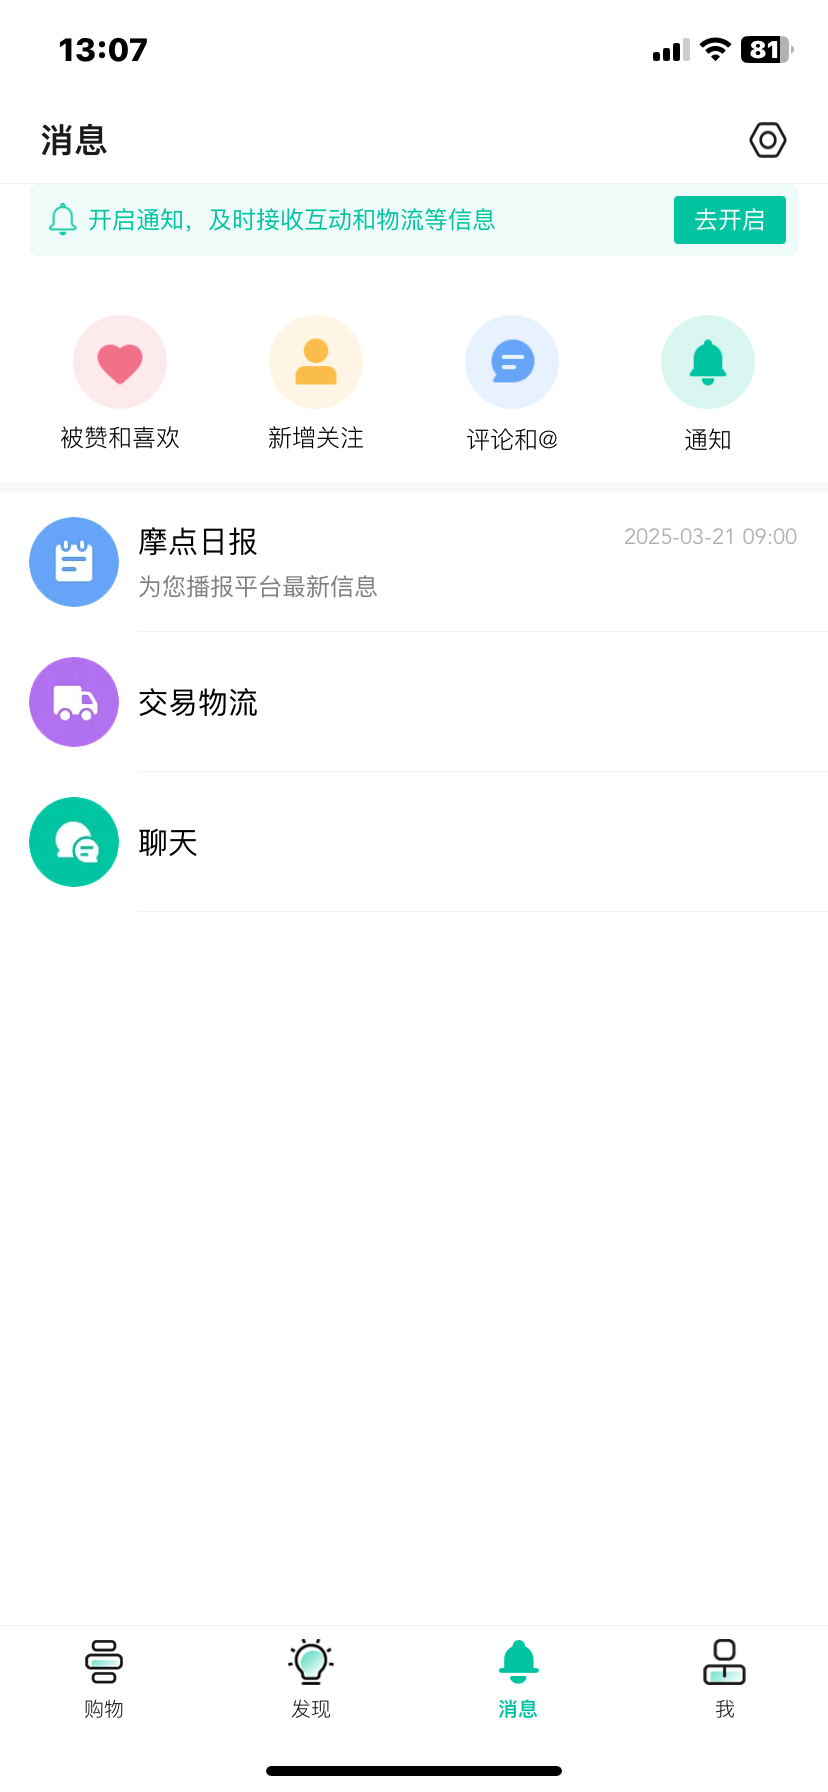 13:07
81
消息
开启通知，及时接收互动和物流等信息
去开启
被赞和喜欢
新增关注
评论和@
通知
摩点日报
2025-03-21 09:00
为您播报平台最新信息
交易物流
聊天
购物
发现
消息
我